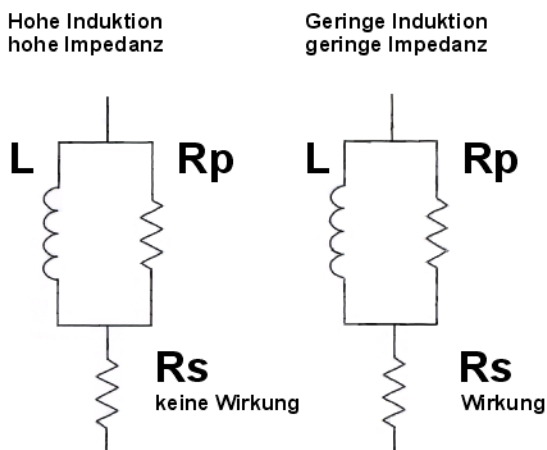 Hohe Induktion
hohe Impedanz
L
Rp
Rs
keine Wirkung
Geringe Induktion
geringe Impedanz
L
Rp
Rs
Wirkung